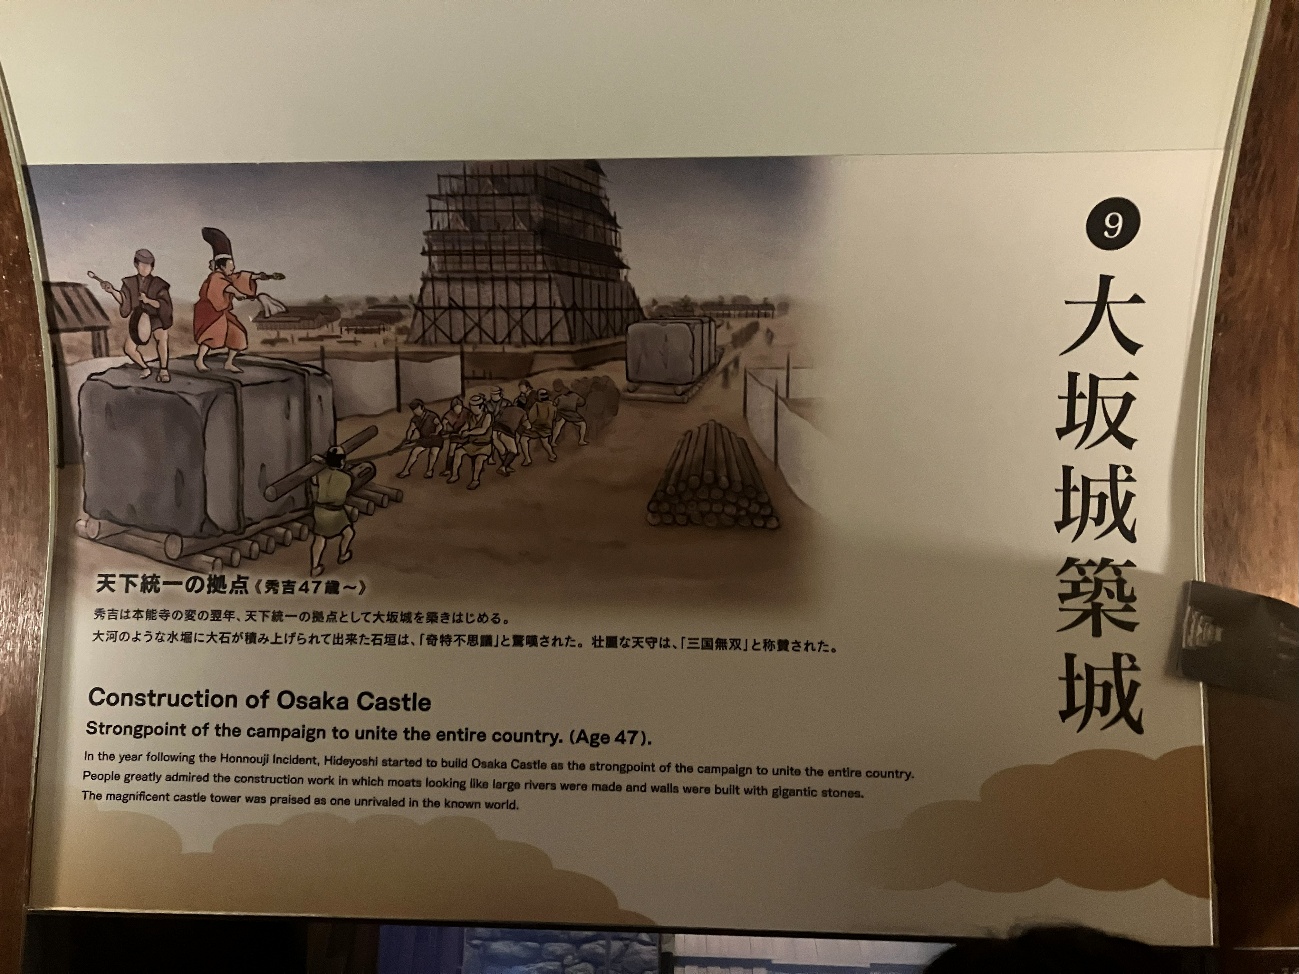 9
大坂城築城
天下統一の拠点《秀吉47歳～》
秀吉は本能寺の変の翌年、天下統一の拠点として大坂城を築きはじめる。
大河のような水堀に大石が積み上げられて出来た石垣は、「奇特不思議」と驚嘆された。壮麗な天守は、「三国無双」と称賛された。
Construction of Osaka Castle
Strongpoint of the campaign to unite the entire country. (Age 47).
In the year following the Honnouji Incident, Hideyoshi started to build Osaka Castle as the strongpoint of the campaign to unite the entire country.
People greatly admired the construction work in which moats looking like large rivers were made and walls were built with gigantic stones.
The magnificent castle tower was praised as one unrivaled in the known world.